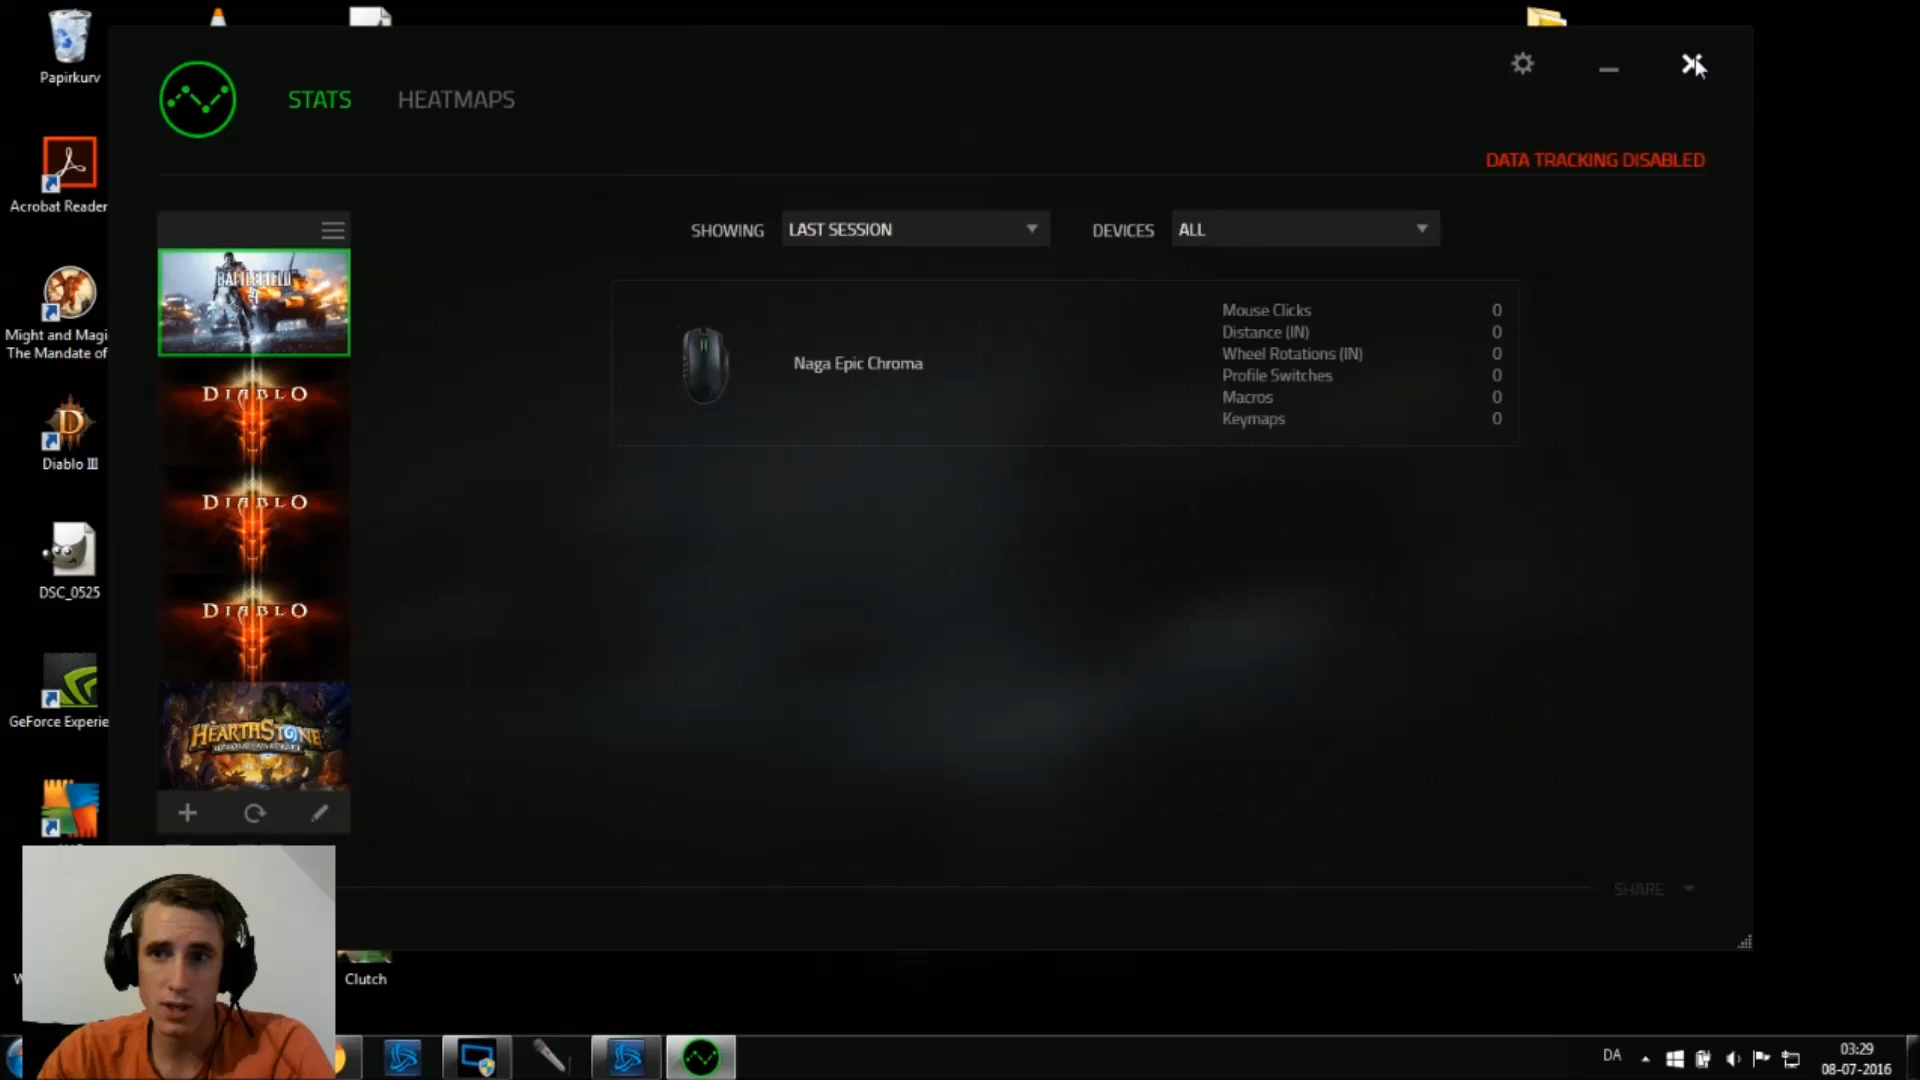 Papirkurv
STATS
HEATMAPS
DATA TRACKING DISABLED
Acrobat Reader
SHOWING
LAST SESSION
DEVICES
ALL
BATTLEFIELD 4
Might and Magi
The Mandate of
Naga Epic Chroma
Mouse Clicks 0
Distance (IN) 0
Wheel Rotations (IN) 0
Profile Switches 0
Macros 0
Keymaps 0
DIABLO
Diablo III
DIABLO
DSC_0525
DIABLO
GeForce Experie
HEARTHSTONE
SHARE
W
Clutch
DA
03:29
08-07-2016